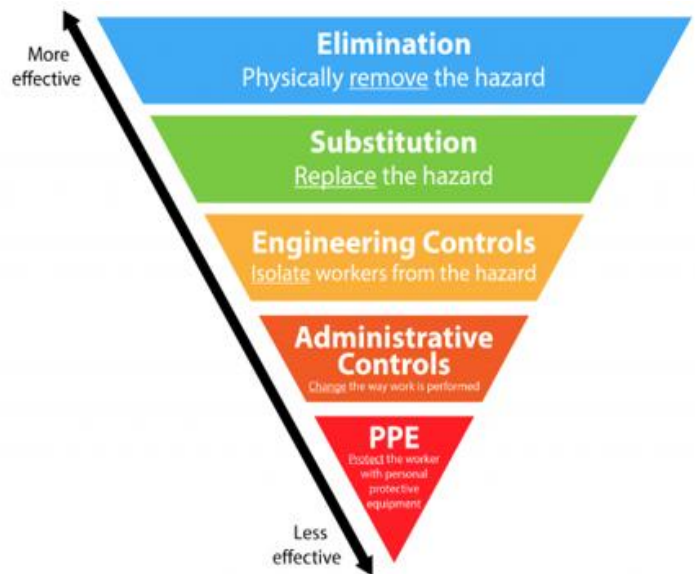 More
effective
Elimination
Physically remove the hazard
Substitution
Replace the hazard
Engineering Controls
Isolate workers from the hazard
Administrative
Controls
Change the way work is performed
PPE
Protect the worker
with personal
protective
equipment
Less
effective